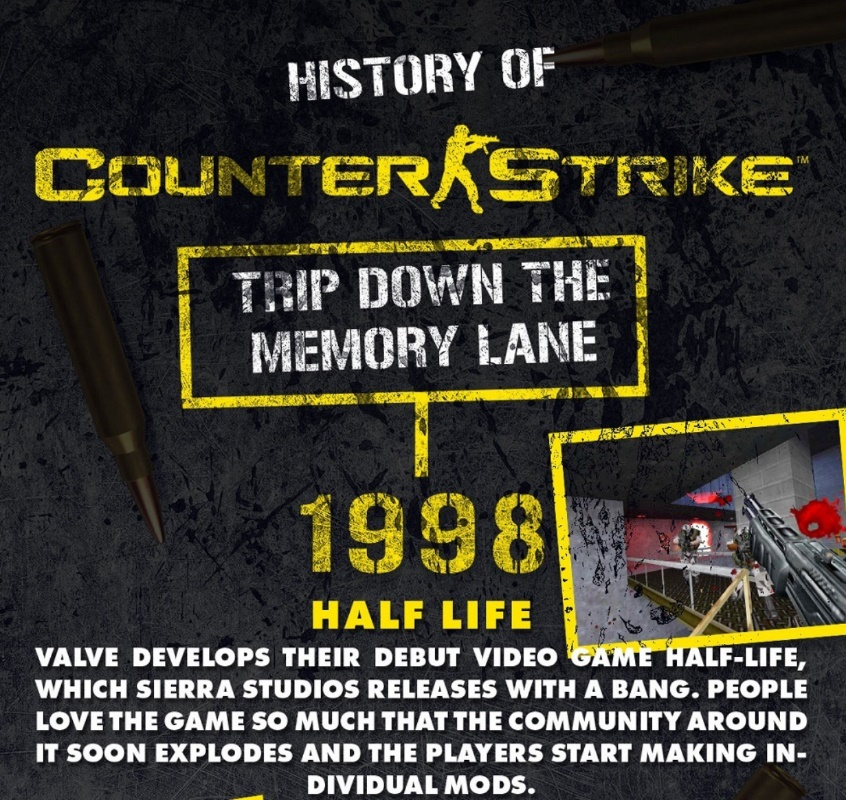 HISTORY OF
COUNTER STRIKE™
TRIP DOWN THE
MEMORY LANE
1998
HALF LIFE
VALVE DEVELOPS THEIR DEBUT VIDEO GAME HALF-LIFE,
WHICH SIERRA STUDIOS RELEASES WITH A BANG. PEOPLE
LOVE THE GAME SO MUCH THAT THE COMMUNITY AROUND
IT SOON EXPLODES AND THE PLAYERS START MAKING IN-
DIVIDUAL MODS.